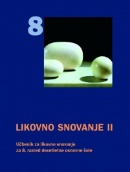 8
LIKOVNO SNOVANJE II
Učbenik za likovno snovanje
za 8. razred devetletne osnovne šole